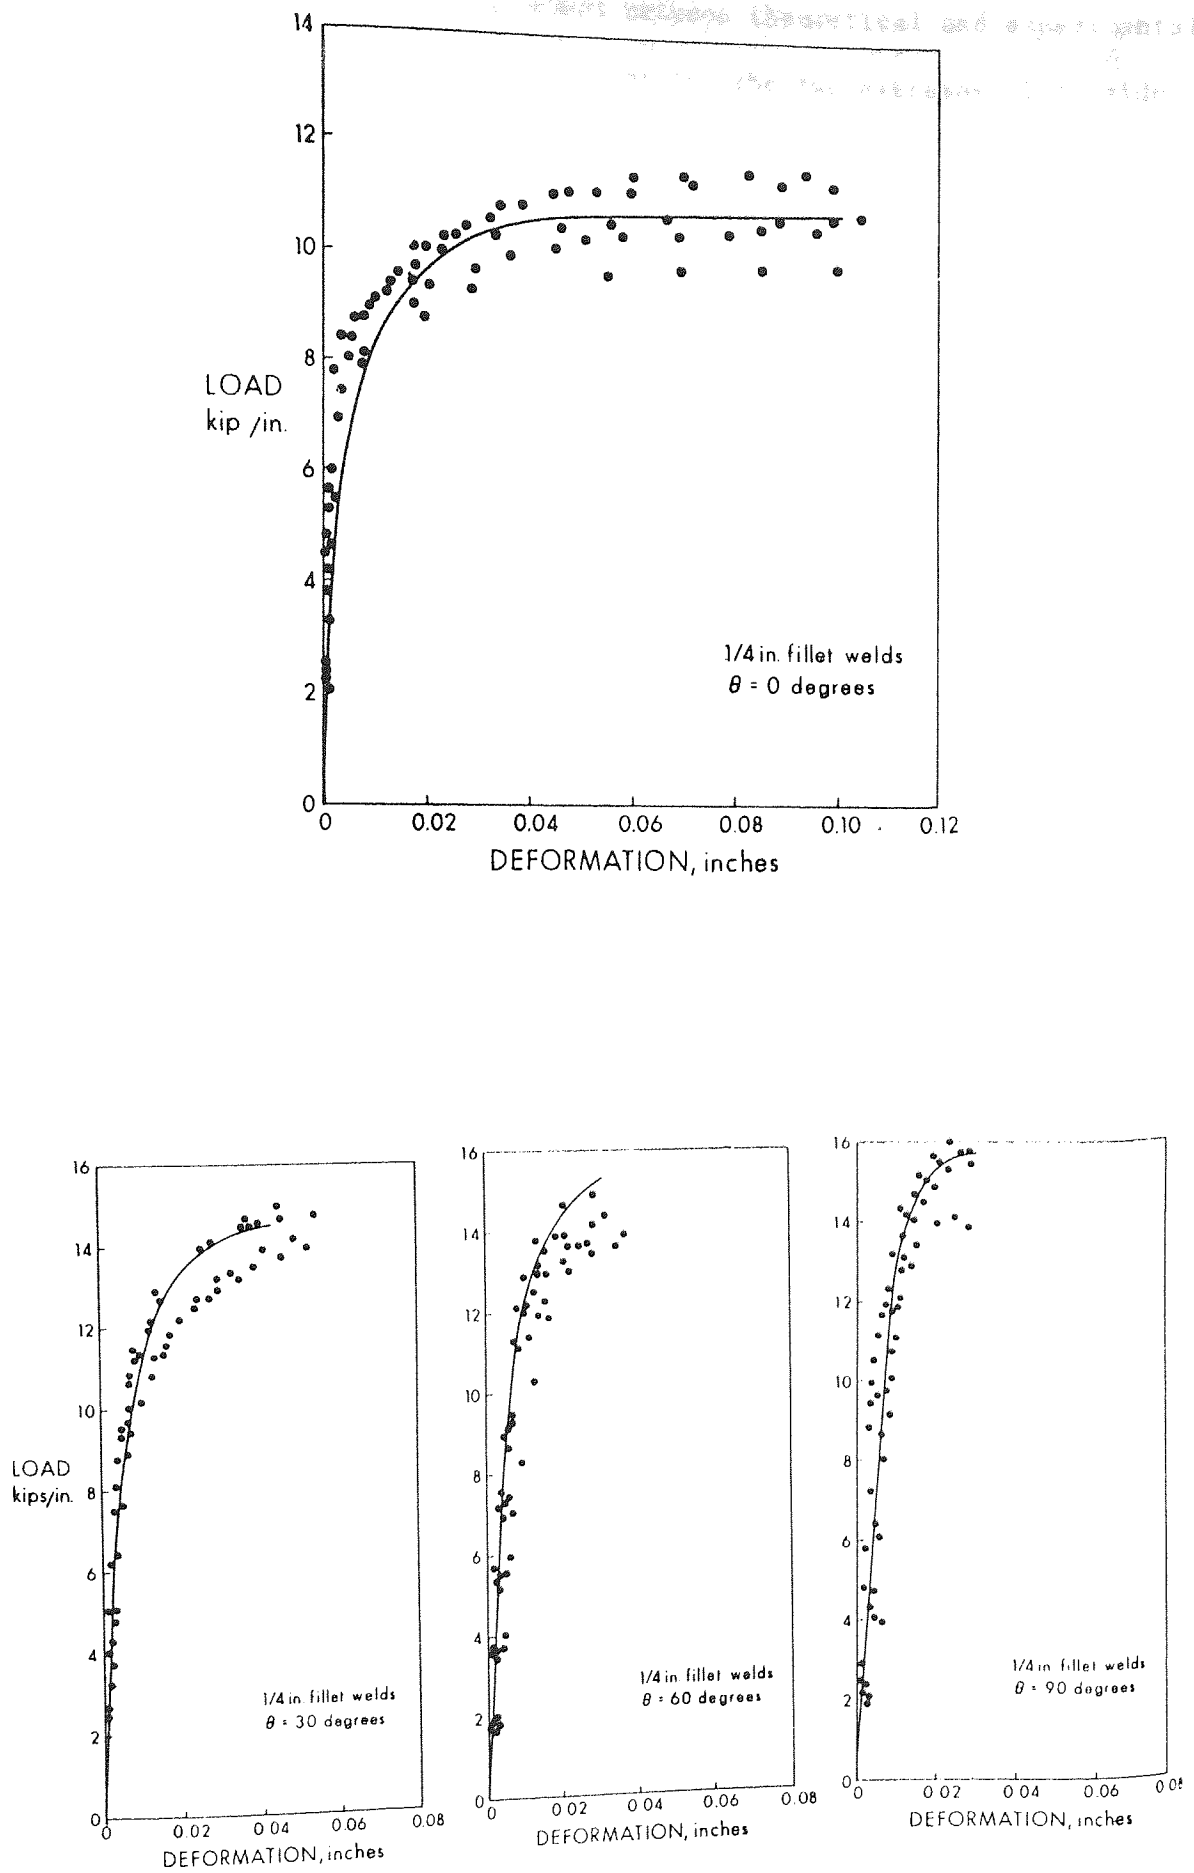 between theoretical and
14
12
10
8
LOAD
kip /in.
6
4
2
0
1/4 in. fillet welds
θ = 0 degrees
0 0.02 0.04 0.06 0.08 0.10 0.12
DEFORMATION, inches
16
14
12
10
LOAD
kips/in.
8
6
4
2
0
1/4 in. fillet welds
θ = 30 degrees
0 0.02 0.04 0.06 0.08
DEFORMATION, inches
16
14
12
10
8
6
4
2
0
1/4 in. fillet welds
θ = 60 degrees
0 0.02 0.04 0.06 0.08
DEFORMATION, inches
16
14
12
10
8
6
4
2
0
1/4 in fillet welds
θ = 90 degrees
0 0.02 0.04 0.06
DEFORMATION, inches